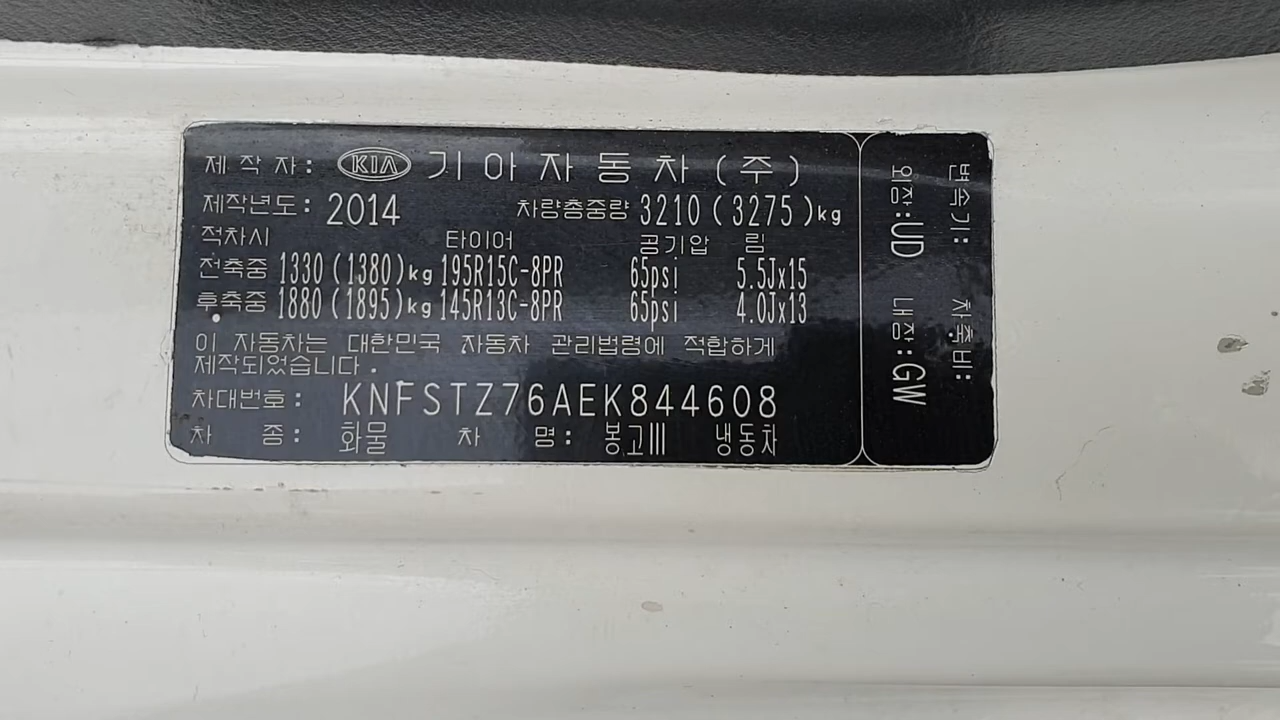 제 작 자: KIA 기아자동차(주)
제작년도: 2014 차량총중량 3210(3275)kg
적차시 타이어 공기압 림
전축중 1330(1380)kg 195R15C-8PR 65psi 5.5Jx15
후축중 1880(1895)kg 145R13C-8PR 65psi 4.0Jx13
이 자동차는 대한민국 자동차 관리법령에 적합하게
제작되었습니다.
차대번호: KNFSTZ76AEK844608
차 종: 화물 차 명: 봉고III 냉동차
변속기: 차축비:
외장:UD 내장:GW